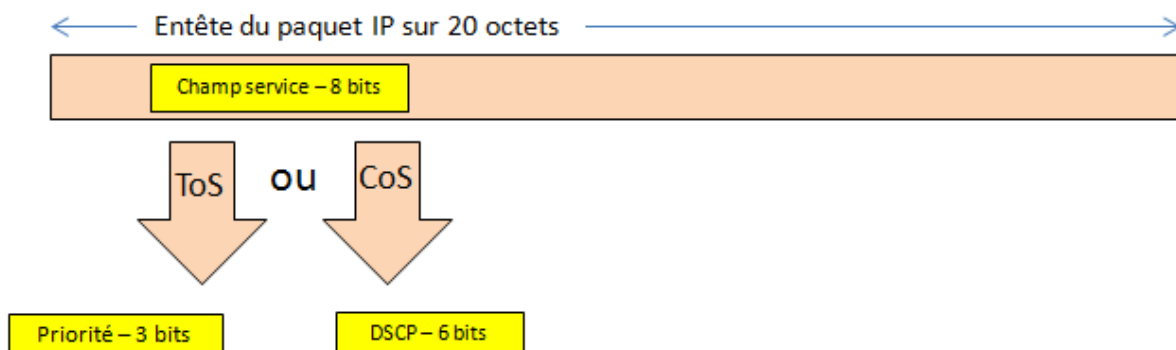 Entête du paquet IP sur 20 octets
Champ service – 8 bits
ToS ou CoS
Priorité – 3 bits
DSCP – 6 bits